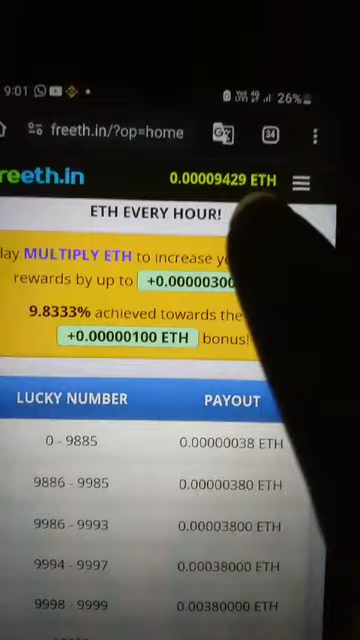 9:01 26%
freeth.in/?op=home 34
reeth.in 0.00009429 ETH
ETH EVERY HOUR!
lay MULTIPLY ETH to increase
rewards by up to +0.00000300
9.8333% achieved towards the
+0.00000100 ETH bonus!
LUCKY NUMBER PAYOUT
0 - 9885 0.00000038 ETH
9886 - 9985 0.00000380 ETH
9986 - 9993 0.00003800 ETH
9994 - 9997 0.00038000 ETH
9998 - 9999 0.00380000 ETH